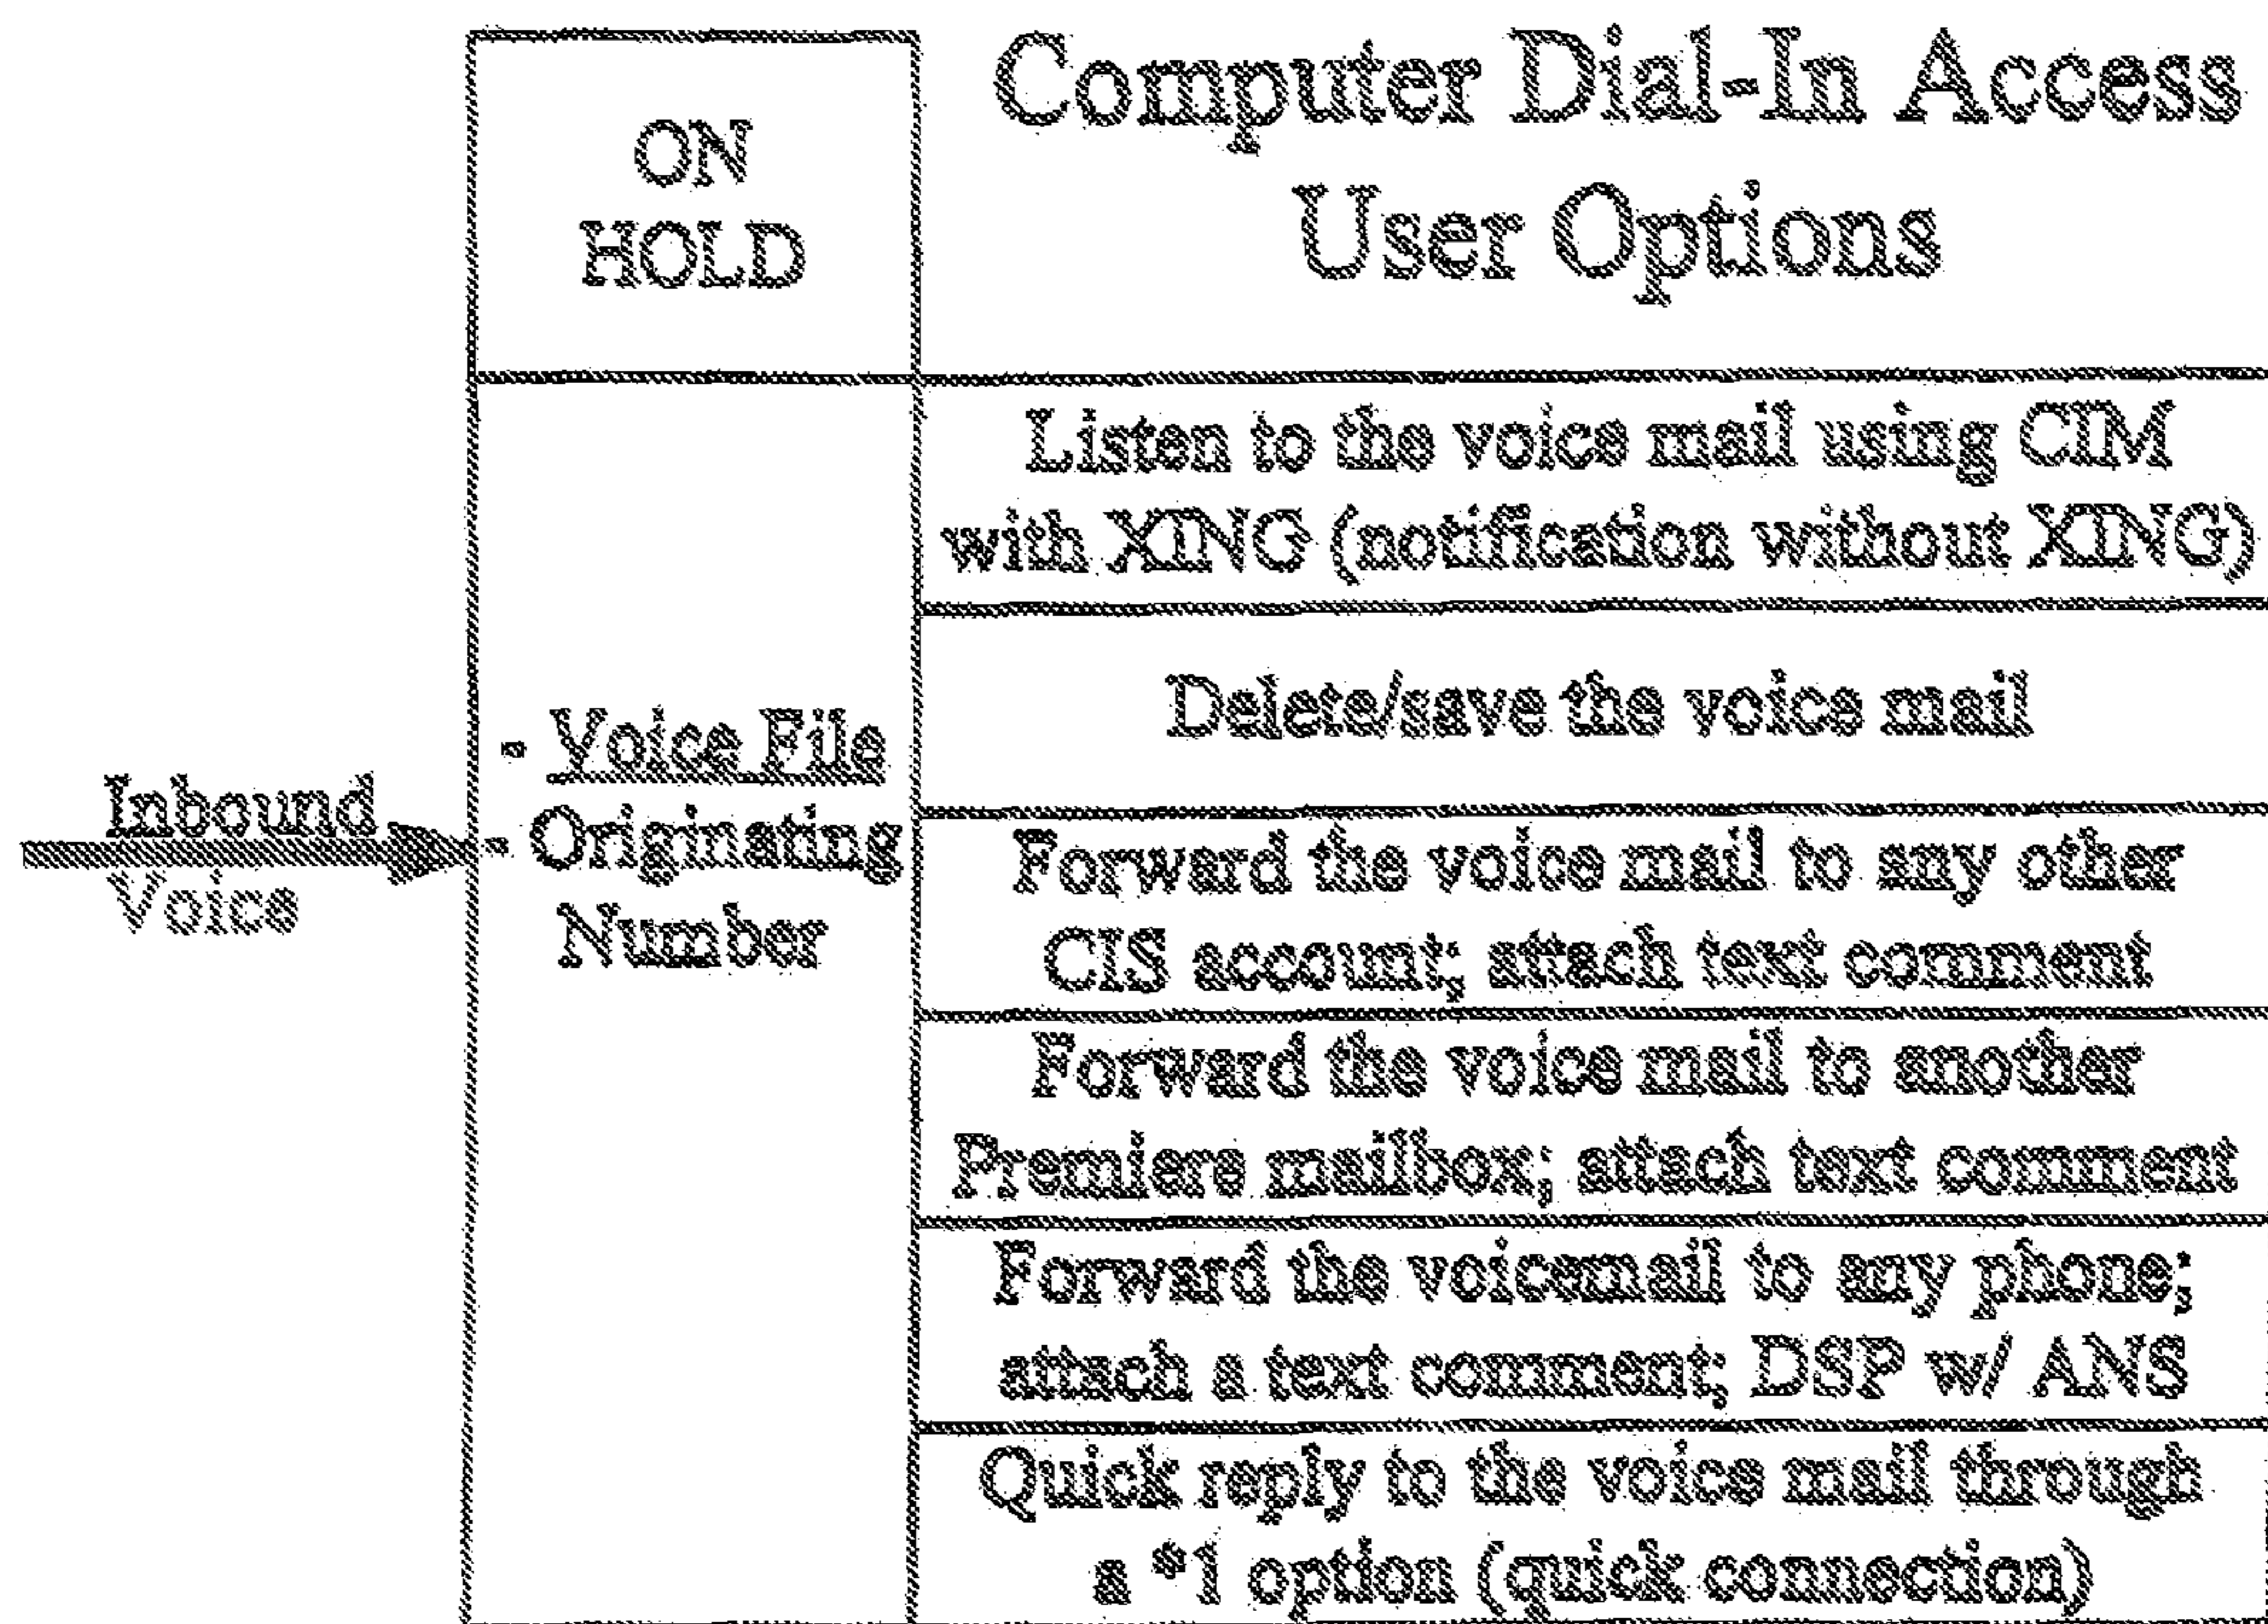 ON
HOLD
Computer Dial-In Access
User Options
Inbound
Voice
- Voice File
- Originating
Number
Listen to the voice mail using CIM
with XING (notification without XING)
Delete/save the voice mail
Forward the voice mail to any other
CIS account; attach text comment
Forward the voice mail to another
Premiere mailbox; attach text comment
Forward the voicemail to any phone;
attach a text comment; DSP w/ ANS
Quick reply to the voice mail through
a *1 option (quick connection)